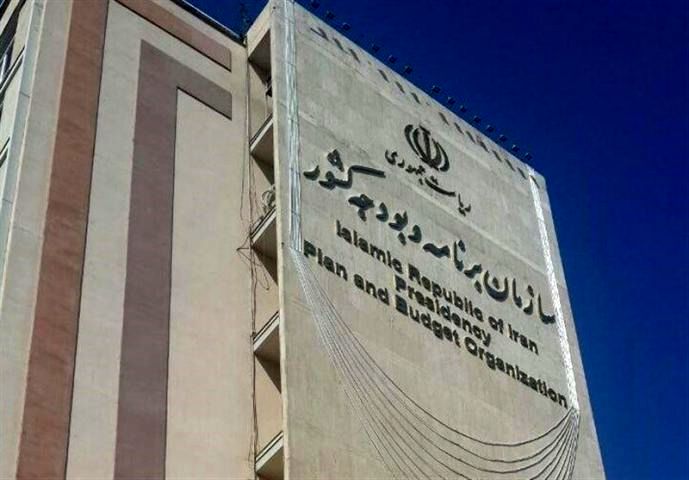 ریاست جمهوری
سازمان برنامه و بودجه کشور
Islamic Republic of Iran
Presidency
Plan and Budget Organization